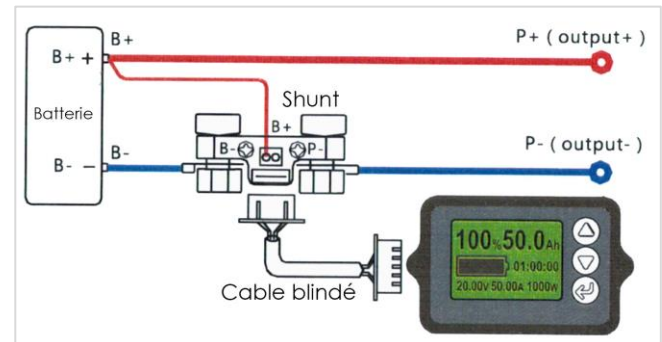 B+
P+ ( output+ )
B+ +
Shunt
Batterie
B+
B-
P-
P- ( output- )
B-
B- −
100%50.0Ah
01:00:00
20.00V 50.00A 1000W
Cable blindé